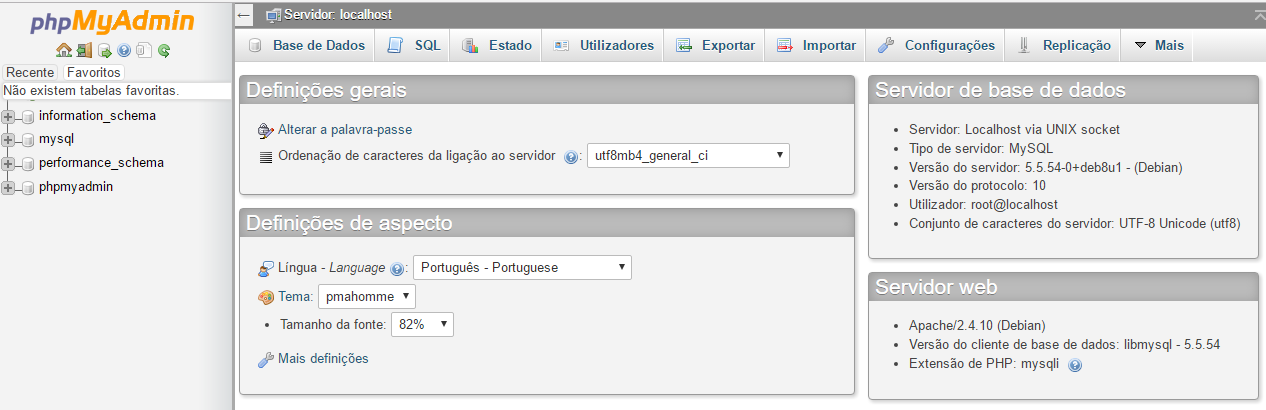 phpMyAdmin
Recente Favoritos
Não existem tabelas favoritas.
information_schema
mysql
performance_schema
phpmyadmin
Servidor: localhost
Base de Dados SQL Estado Utilizadores Exportar Importar Configurações Replicação Mais
Definições gerais
Alterar a palavra-passe
Ordenação de caracteres da ligação ao servidor : utf8mb4_general_ci
Definições de aspecto
Língua - Language : Português - Portuguese
Tema: pmahomme
Tamanho da fonte: 82%
Mais definições
Servidor de base de dados
Servidor: Localhost via UNIX socket
Tipo de servidor: MySQL
Versão do servidor: 5.5.54-0+deb8u1 - (Debian)
Versão do protocolo: 10
Utilizador: root@localhost
Conjunto de caracteres do servidor: UTF-8 Unicode (utf8)
Servidor web
Apache/2.4.10 (Debian)
Versão do cliente de base de dados: libmysql - 5.5.54
Extensão de PHP: mysqli